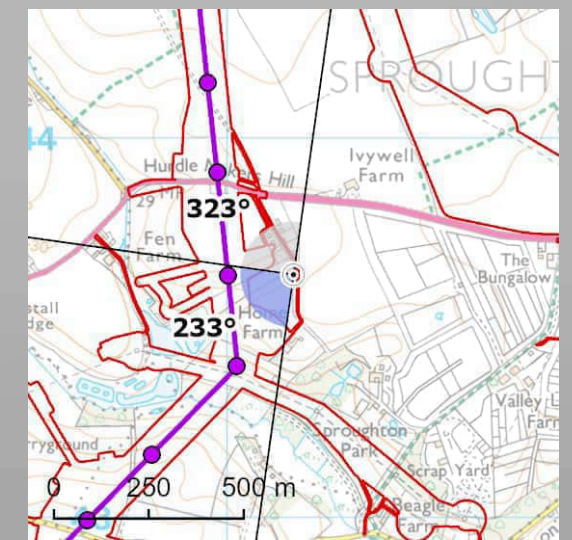 SPROUGHT
44
Ivywell
Farm
Hurdle Makers Hill
29
323°
Fen
Farm
The
Bungalow
stall
dge
233°
Home
Farm
Valley L
Farm
Sproughton
Park
rryground
Scrap Yard
0 250 500 m
Beagle
Farm